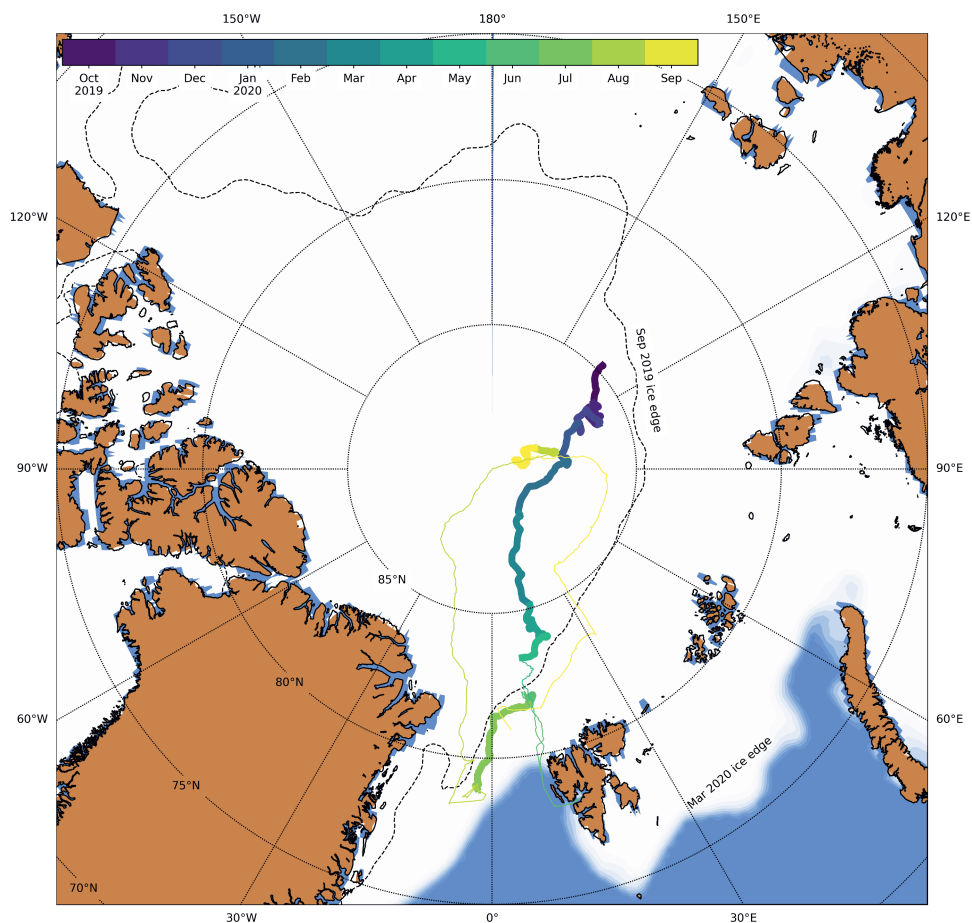 150°W 180° 150°E
Oct Nov Dec Jan Feb Mar Apr May Jun Jul Aug Sep
2019 2020
120°W 120°E
Sep 2019 ice edge
90°W 90°E
85°N
80°N
60°W 60°E
Mar 2020 ice edge
75°N
70°N
30°W 0° 30°E